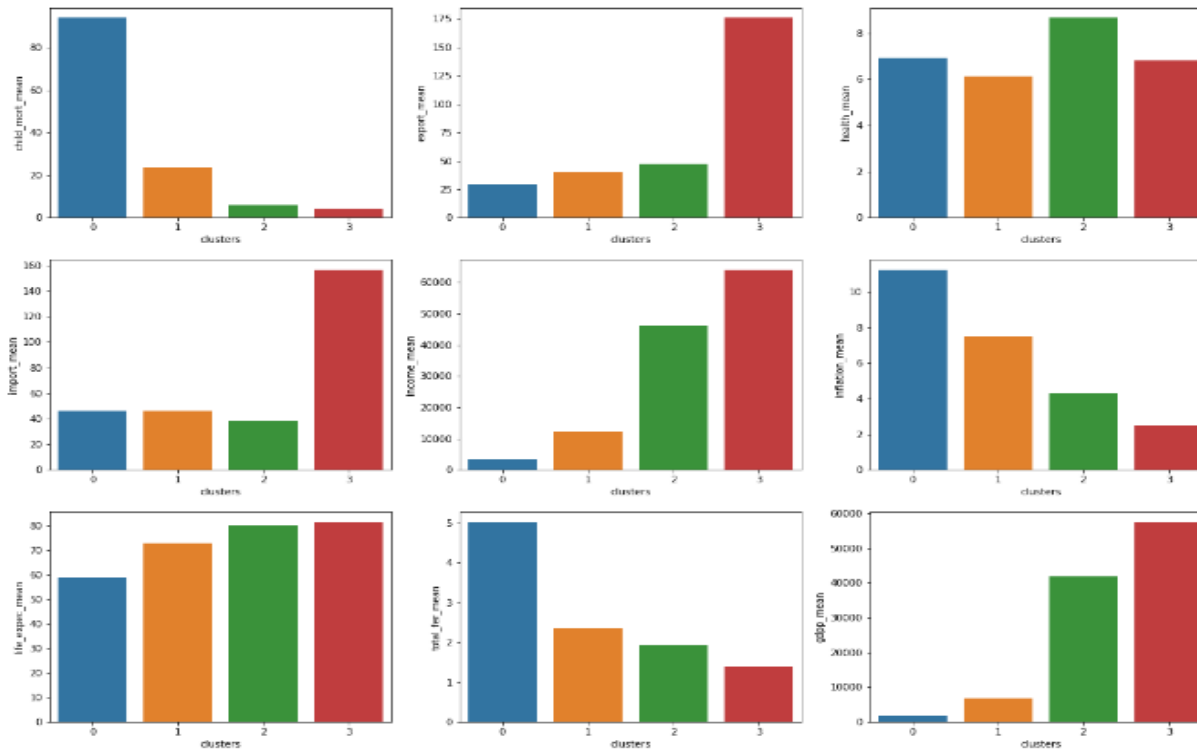 child_mort_mean
80
60
40
20
0
0 1 2 3
clusters
export_mean
175
150
125
100
75
50
25
0
0 1 2 3
clusters
health_mean
8
6
4
2
0
0 1 2 3
clusters
import_mean
160
140
120
100
80
60
40
20
0
0 1 2 3
clusters
income_mean
60000
50000
40000
30000
20000
10000
0
0 1 2 3
clusters
inflation_mean
10
8
6
4
2
0
0 1 2 3
clusters
life_expec_mean
80
70
60
50
40
30
20
10
0
0 1 2 3
clusters
total_fer_mean
5
4
3
2
1
0
0 1 2 3
clusters
gdpp_mean
60000
50000
40000
30000
20000
10000
0
0 1 2 3
clusters